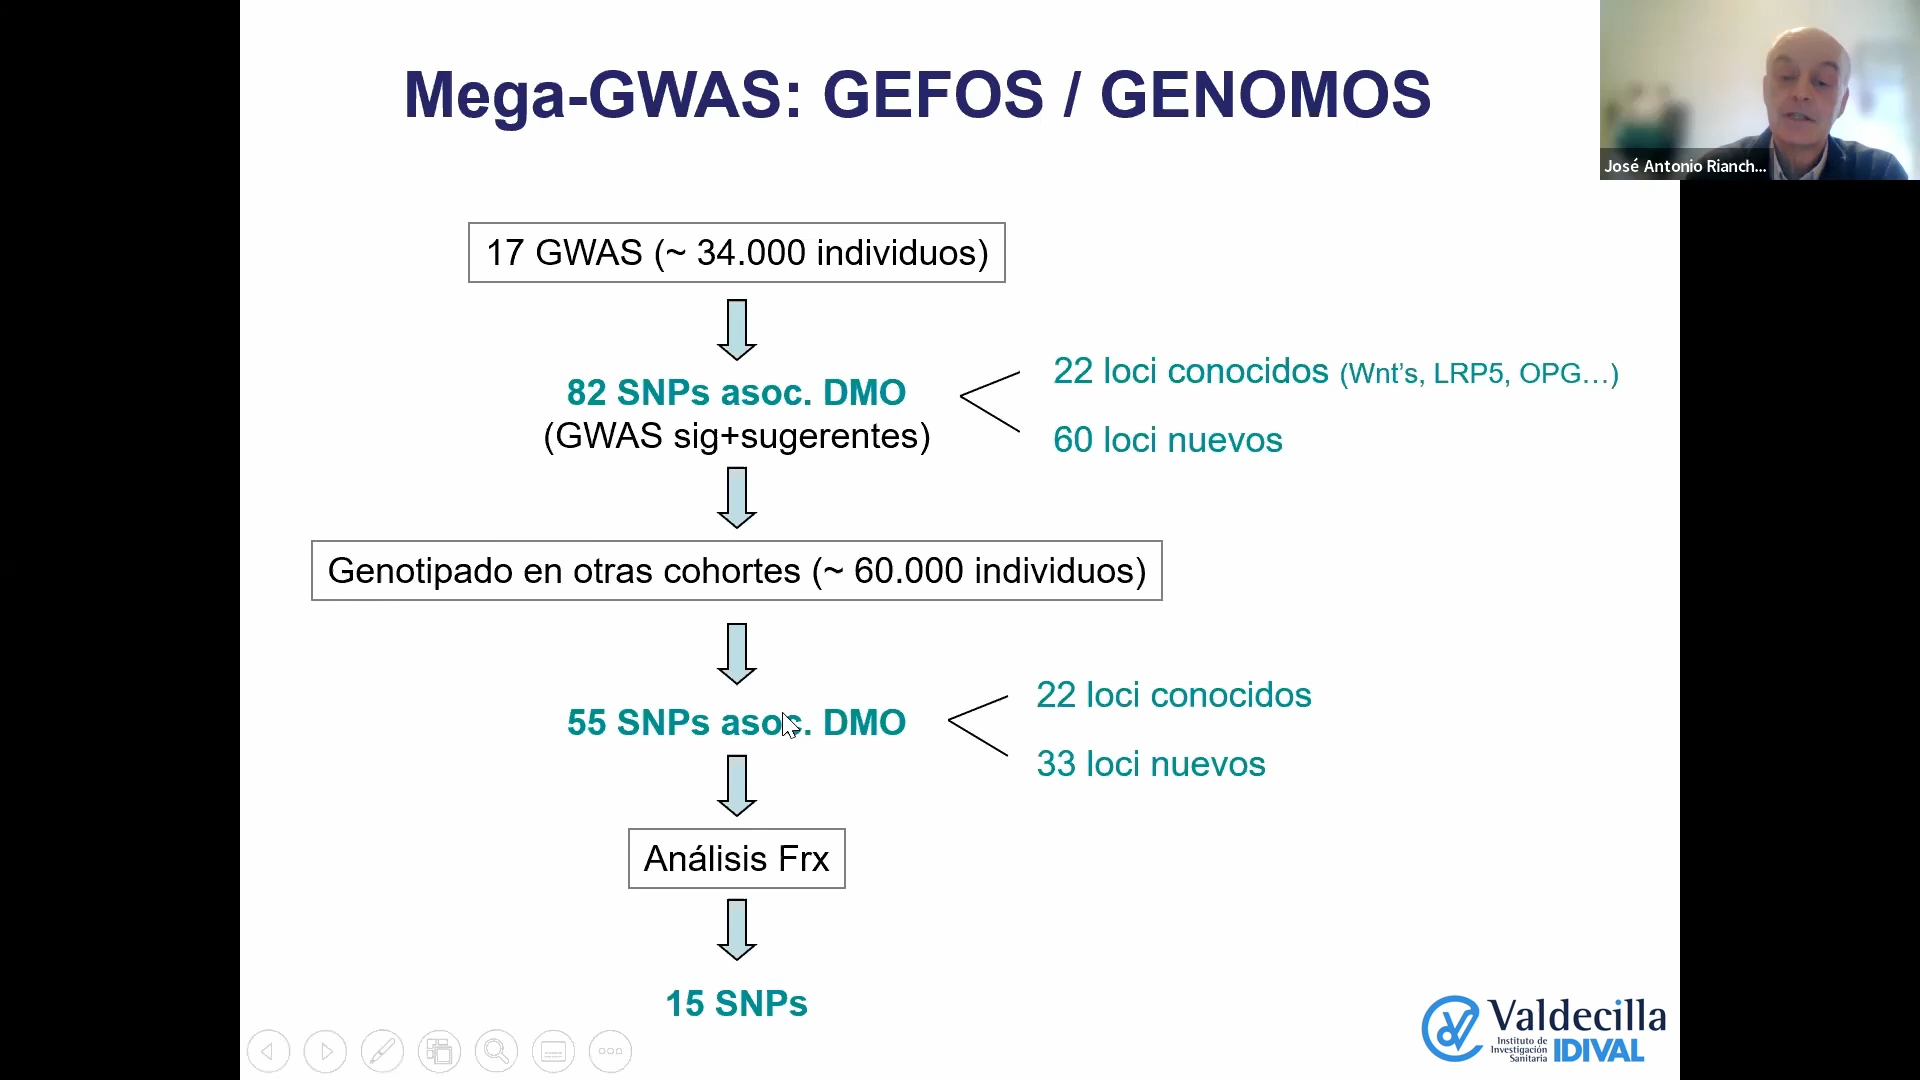 Mega-GWAS: GEFOS / GENOMOS
José Antonio Rianch...
17 GWAS (~ 34.000 individuos)
82 SNPs asoc. DMO
(GWAS sig+sugerentes)
22 loci conocidos (Wnt's, LRP5, OPG…)
60 loci nuevos
Genotipado en otras cohortes (~ 60.000 individuos)
55 SNPs asoc. DMO
22 loci conocidos
33 loci nuevos
Análisis Frx
15 SNPs
Valdecilla
Instituto de
Investigación
Sanitaria
IDIVAL